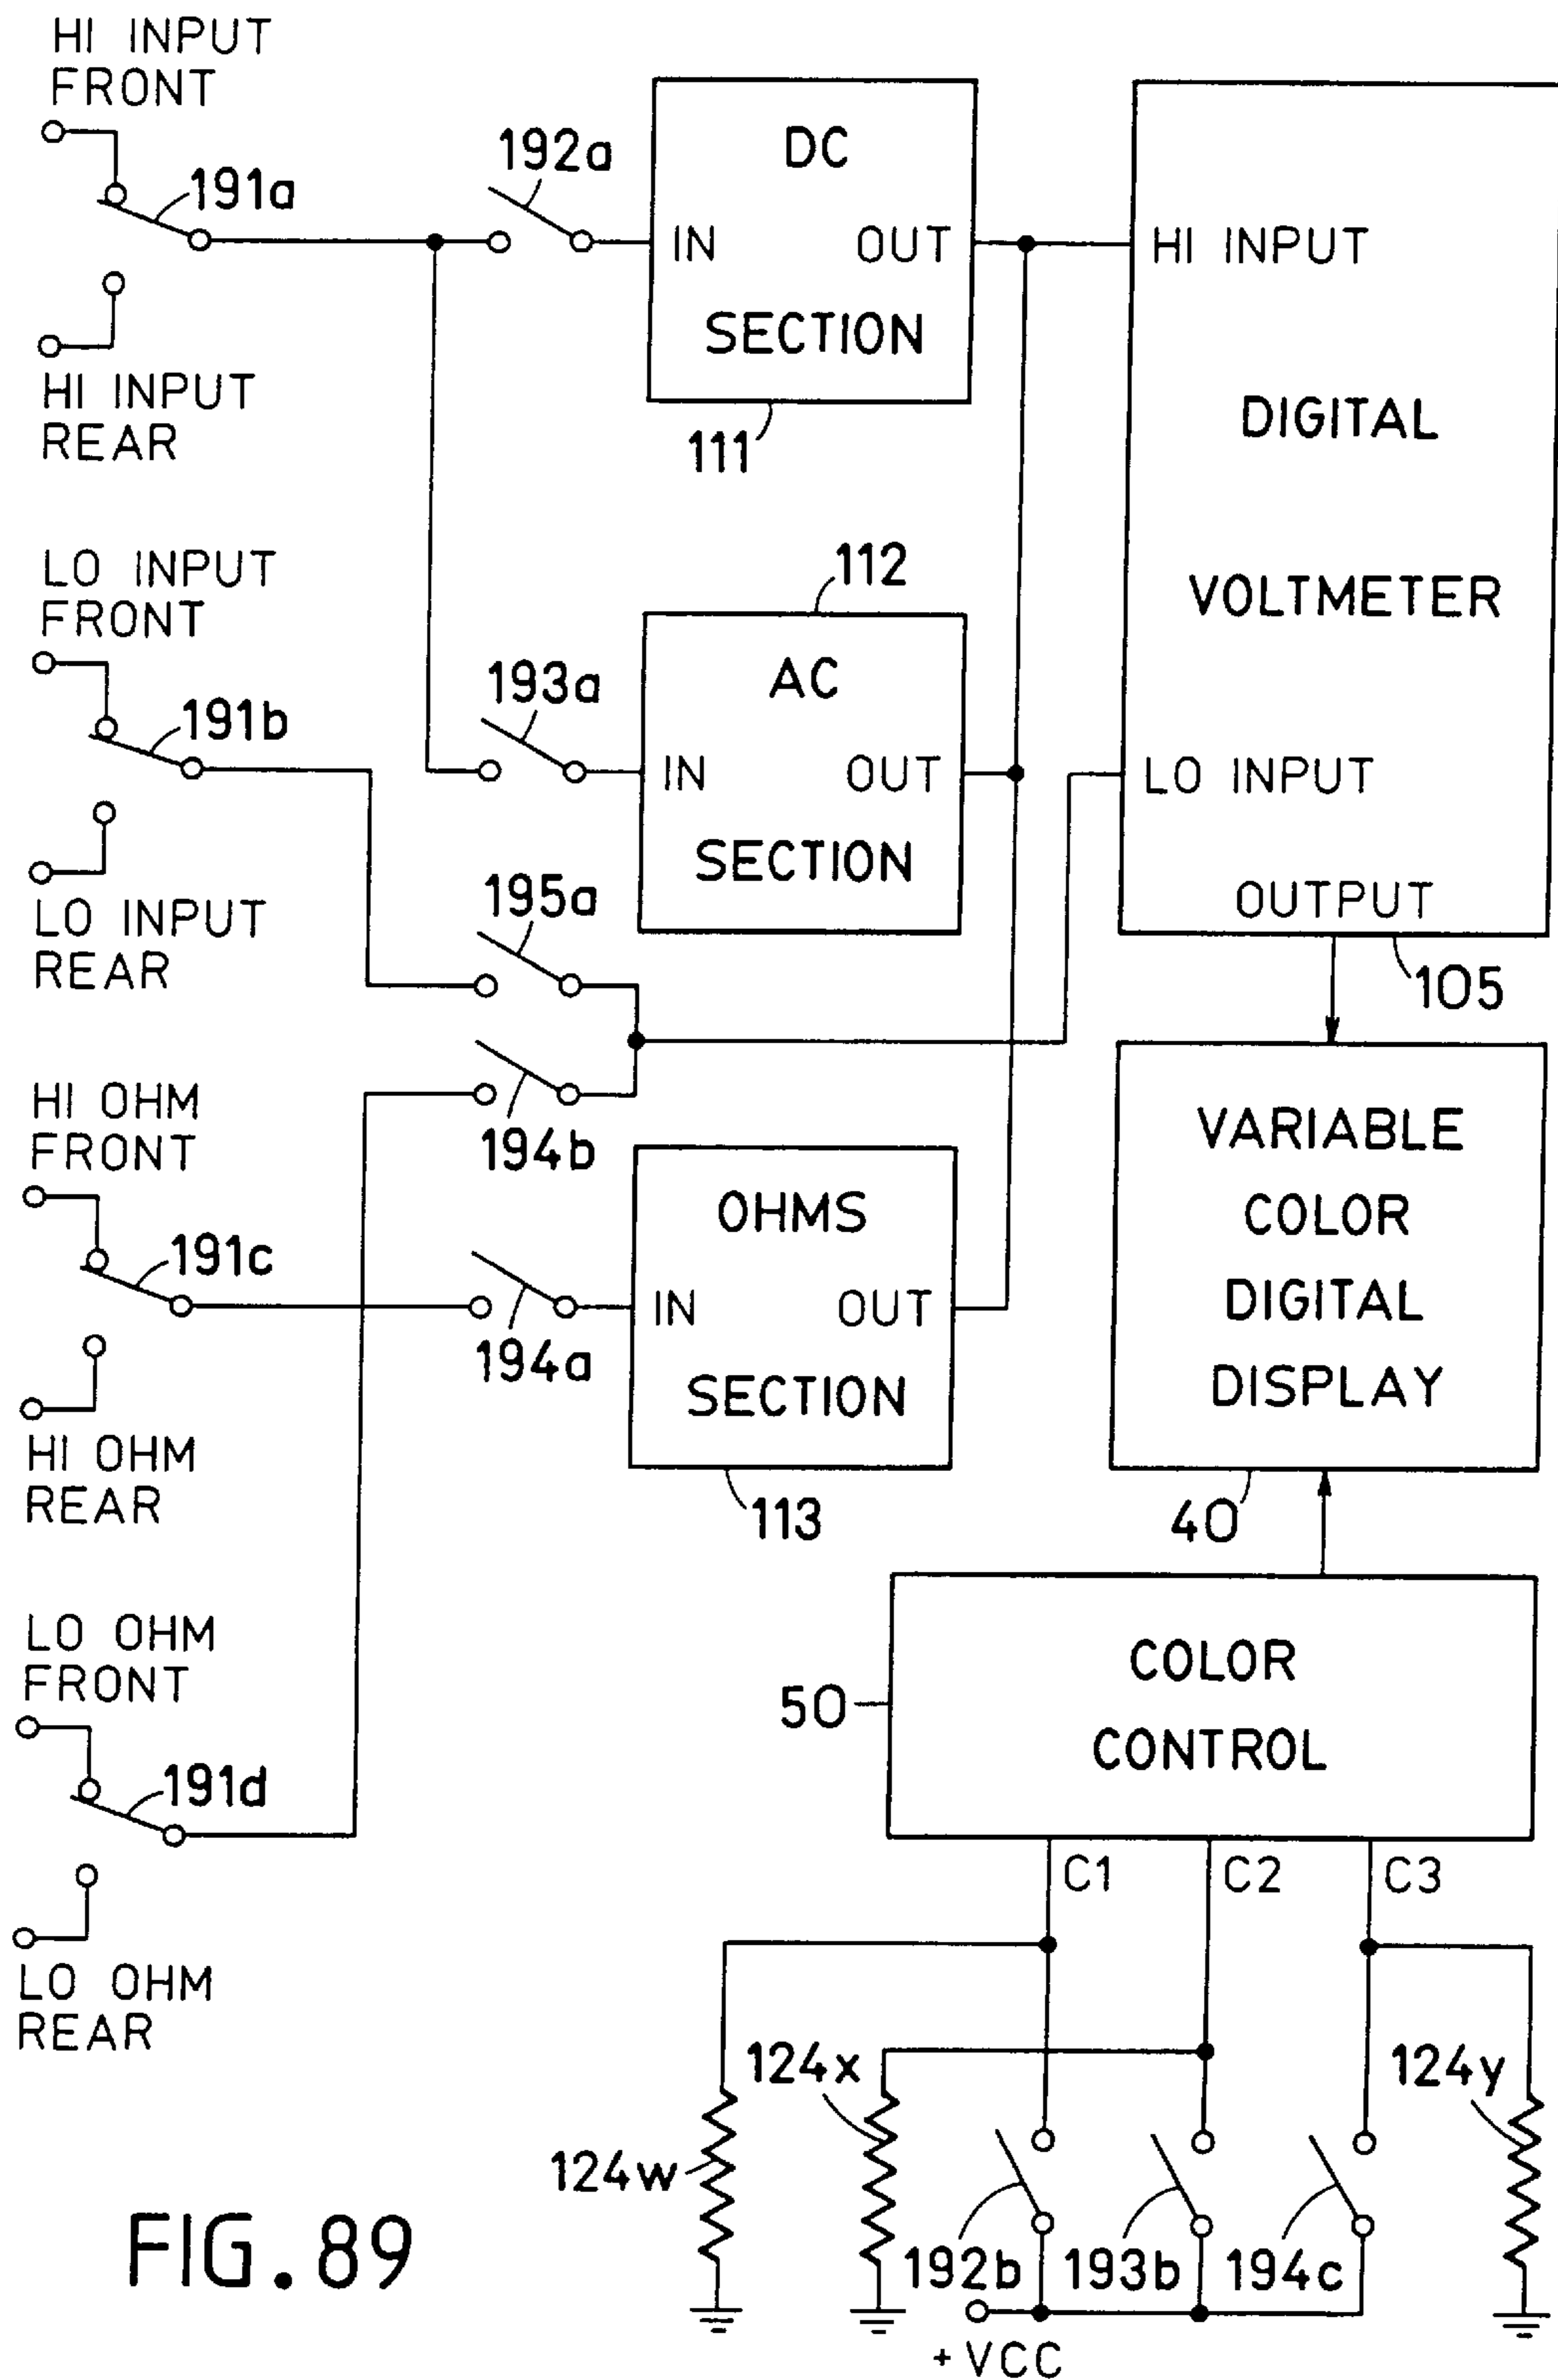 HI INPUT
FRONT
191a
HI INPUT
REAR
192a
DC
IN OUT
SECTION
111
HI INPUT
DIGITAL
VOLTMETER
LO INPUT
OUTPUT
105
LO INPUT
FRONT
191b
LO INPUT
REAR
193a
112
AC
IN OUT
SECTION
195a
194b
HI OHM
FRONT
191c
HI OHM
REAR
194a
OHMS
IN OUT
SECTION
113
VARIABLE
COLOR
DIGITAL
DISPLAY
40
LO OHM
FRONT
191d
LO OHM
REAR
50
COLOR
CONTROL
C1 C2 C3
124w
124x
124y
192b 193b 194c
+ VCC
FIG. 89